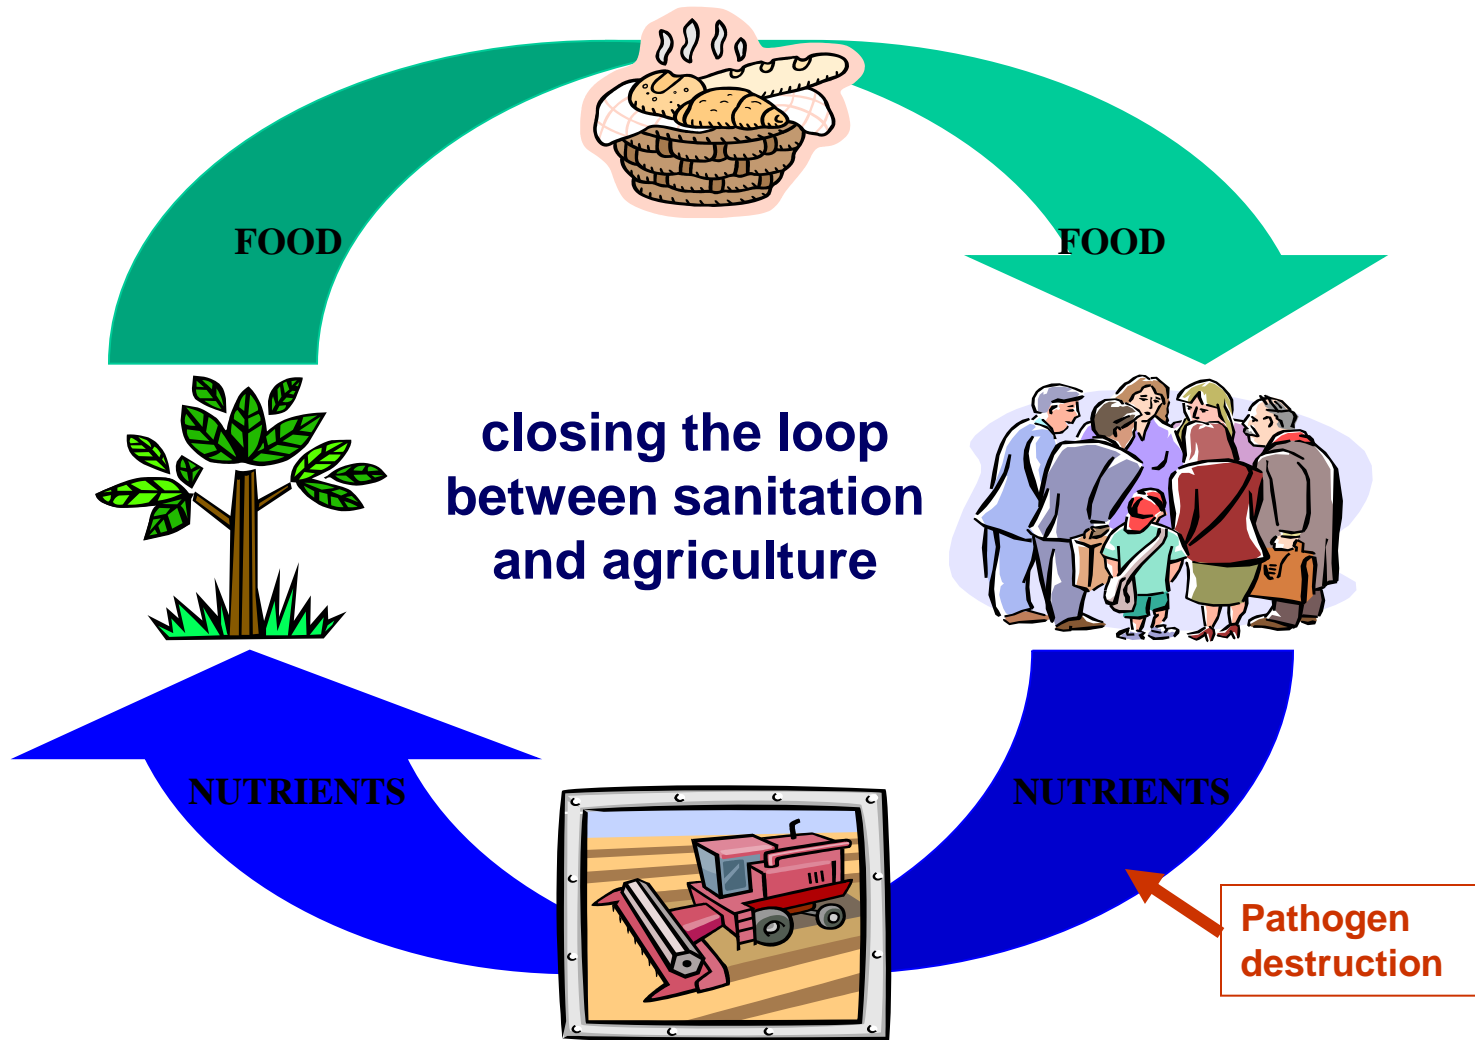 FOOD
FOOD
closing the loop
between sanitation
and agriculture
NUTRIENTS
NUTRIENTS
Pathogen
destruction